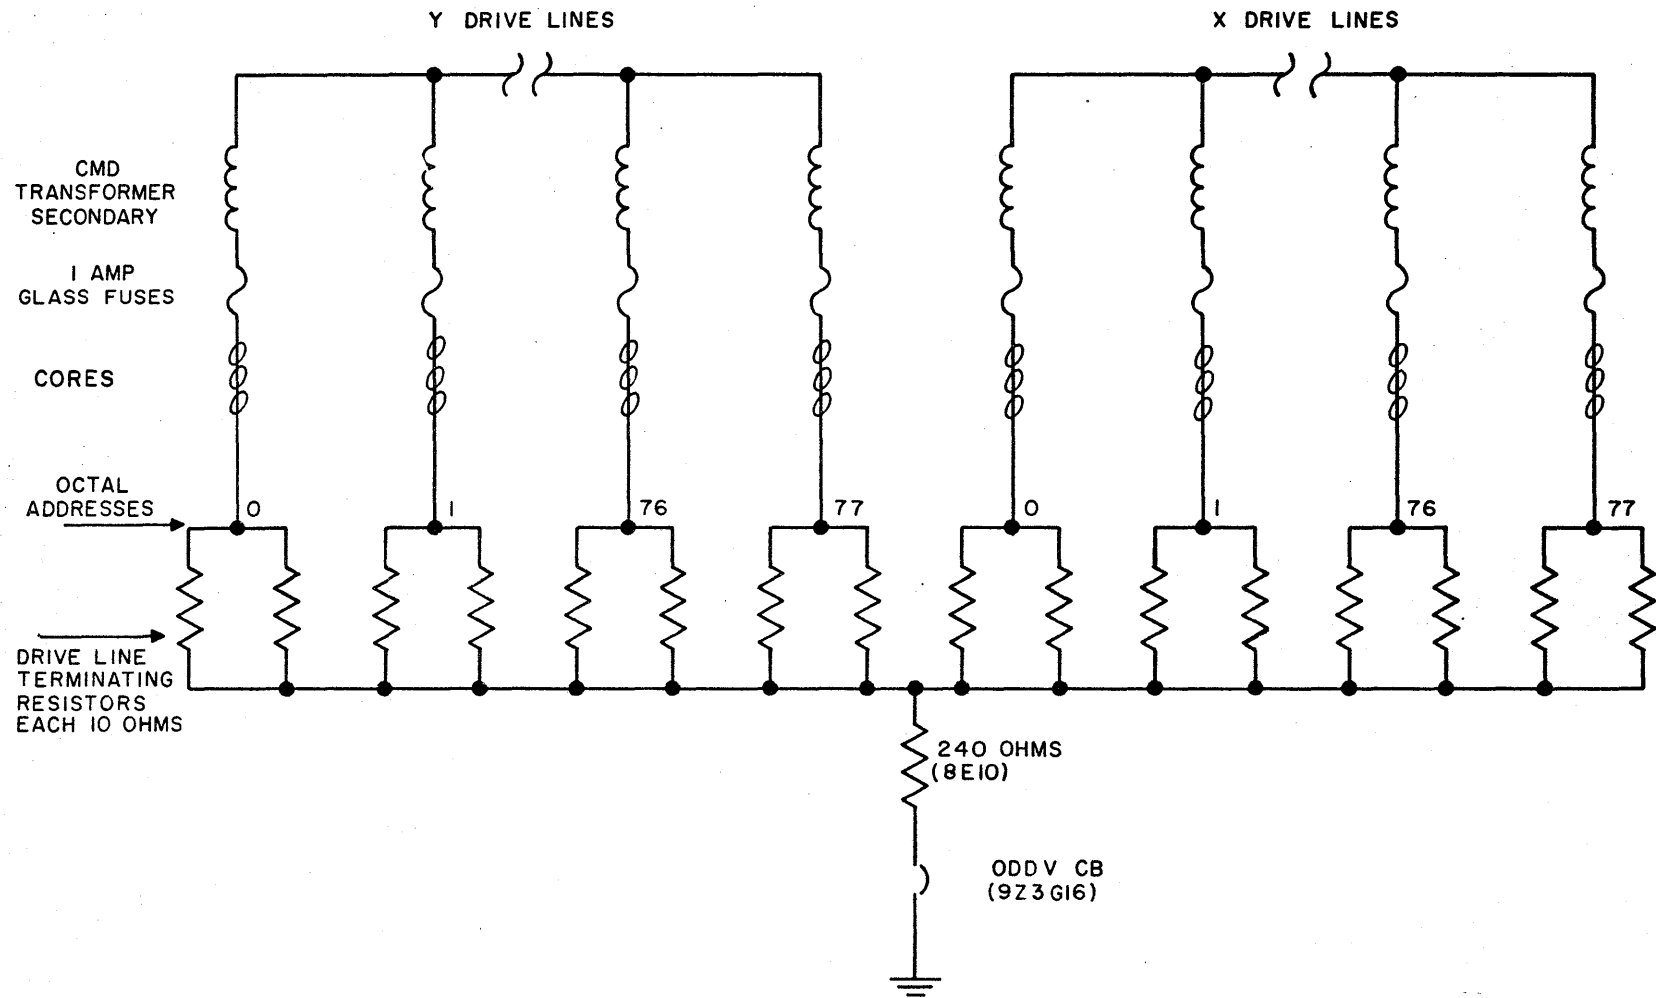 Y DRIVE LINES
X DRIVE LINES
CMD
TRANSFORMER
SECONDARY
1 AMP
GLASS FUSES
CORES
OCTAL
ADDRESSES
0
1
76
77
0
1
76
77
DRIVE LINE
TERMINATING
RESISTORS
EACH 10 OHMS
240 OHMS
(8E10)
ODDV CB
(9Z3G16)